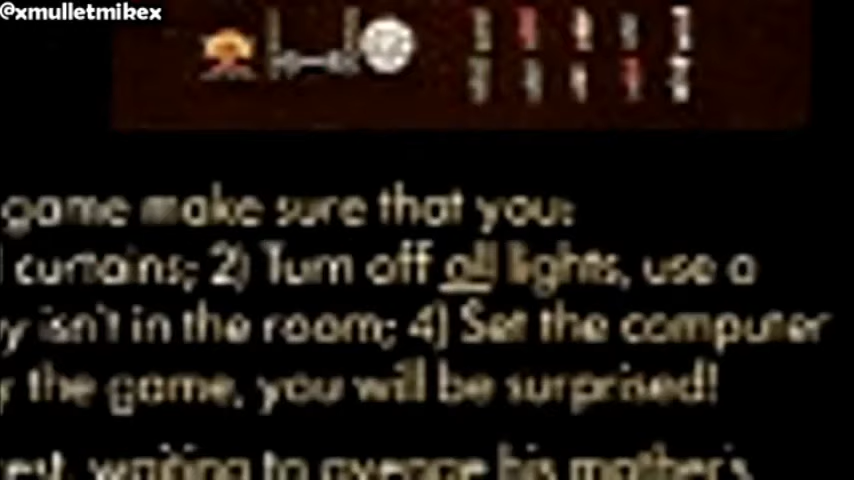 @xmulletmikex
game make sure that you:
curtains; 2) Turn off all lights, use a
y isn't in the room; 4) Set the computer
the game, you will be surprised!
est, waiting to avenge his mother's